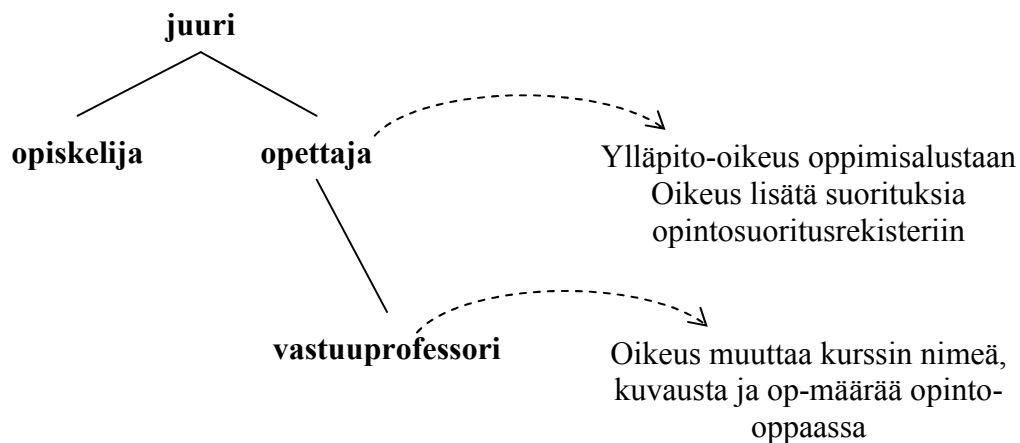 juuri
opiskelija
opettaja
Ylläpito-oikeus oppimisalustaan
Oikeus lisätä suorituksia
opintosuoritusrekisteriin
vastuuprofessori
Oikeus muuttaa kurssin nimeä,
kuvausta ja op-määrää opinto-
oppaassa